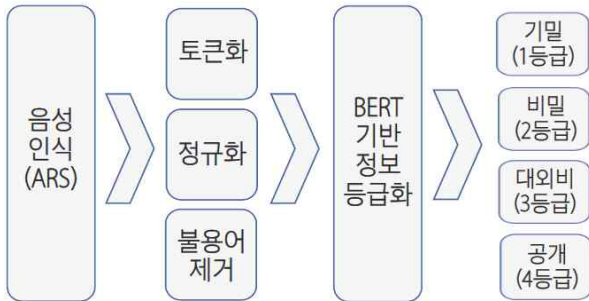 음성
인식
(ARS)
토큰화
정규화
불용어
제거
BERT
기반
정보
등급화
기밀
(1등급)
비밀
(2등급)
대외비
(3등급)
공개
(4등급)